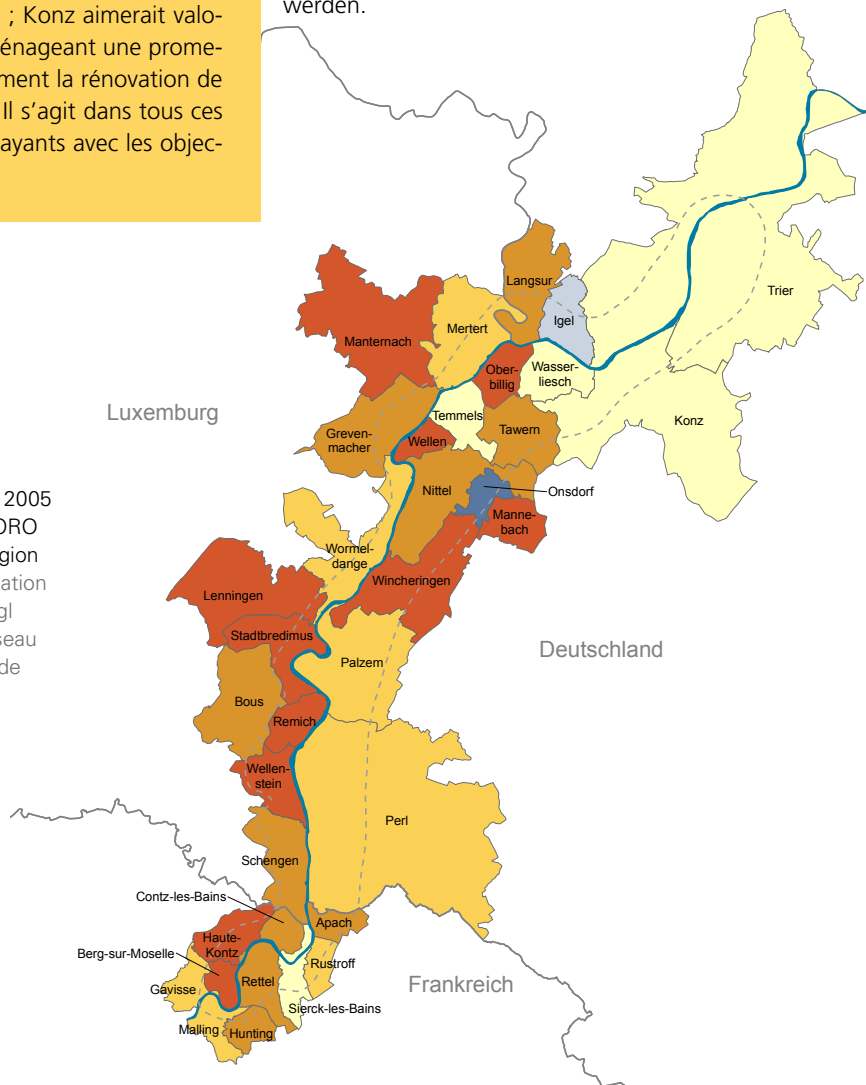 ; Konz aimerait valo-
énageant une prome-
ment la rénovation de
Il s’agit dans tous ces
ayants avec les objec-
werden.
Langsur
Trier
Igel
Mertert
Manternach
Ober-
billig
Wasser-
liesch
Luxemburg
Temmels
Konz
Greven-
macher
Wellen
Tawern
Nittel
Onsdorf
2005
ORO
gion
ation
gl
seau
de
Manne-
bach
Wormel-
dange
Wincheringen
Lenningen
Stadtbredimus
Deutschland
Palzem
Bous
Remich
Wellen-
stein
Perl
Schengen
Contz-les-Bains
Apach
Haute-
Kontz
Berg-sur-Moselle
Rustroff
Rettel
Frankreich
Gavisse
Sierck-les-Bains
Malling
Hunting